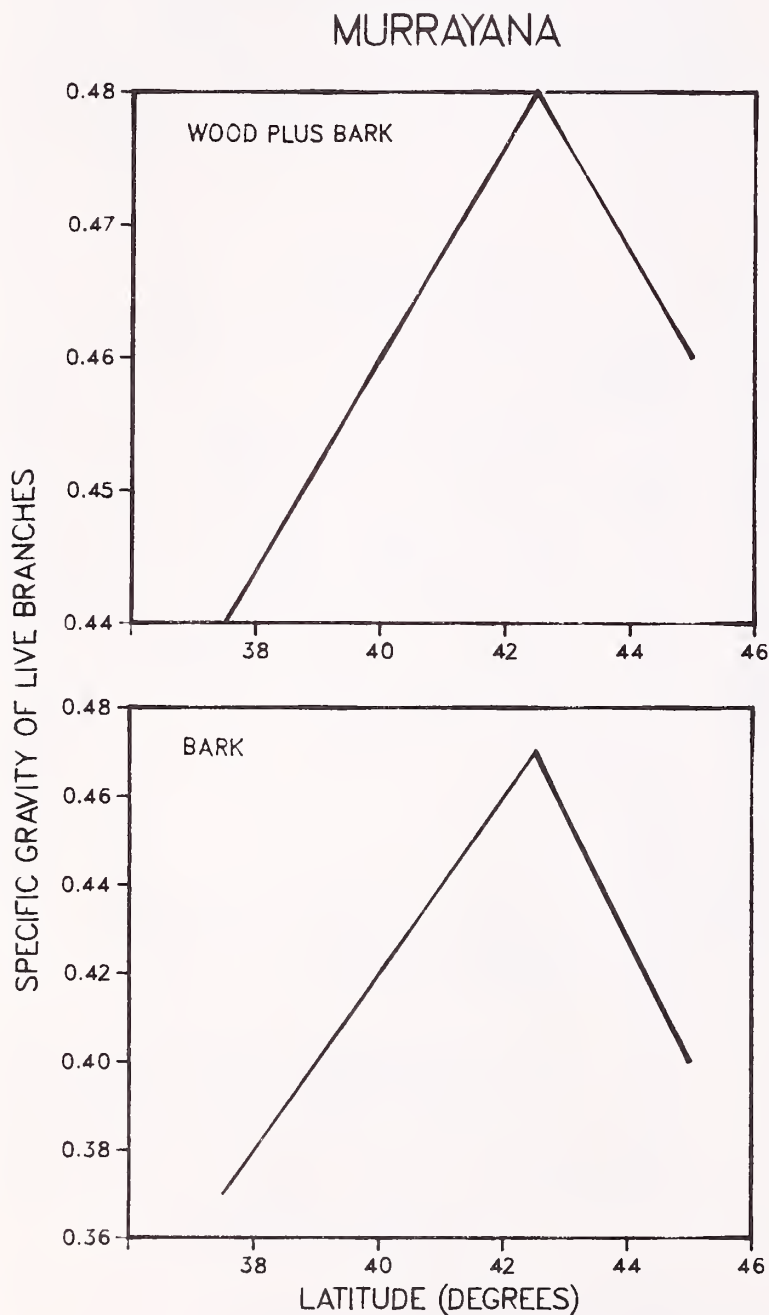 MURRAYANA
WOOD PLUS BARK
0.48
0.47
0.46
0.45
0.44
38 40 42 44 46
SPECIFIC GRAVITY OF LIVE BRANCHES
BARK
0.48
0.46
0.44
0.42
0.40
0.38
0.36
38 40 42 44 46
LATITUDE (DEGREES)